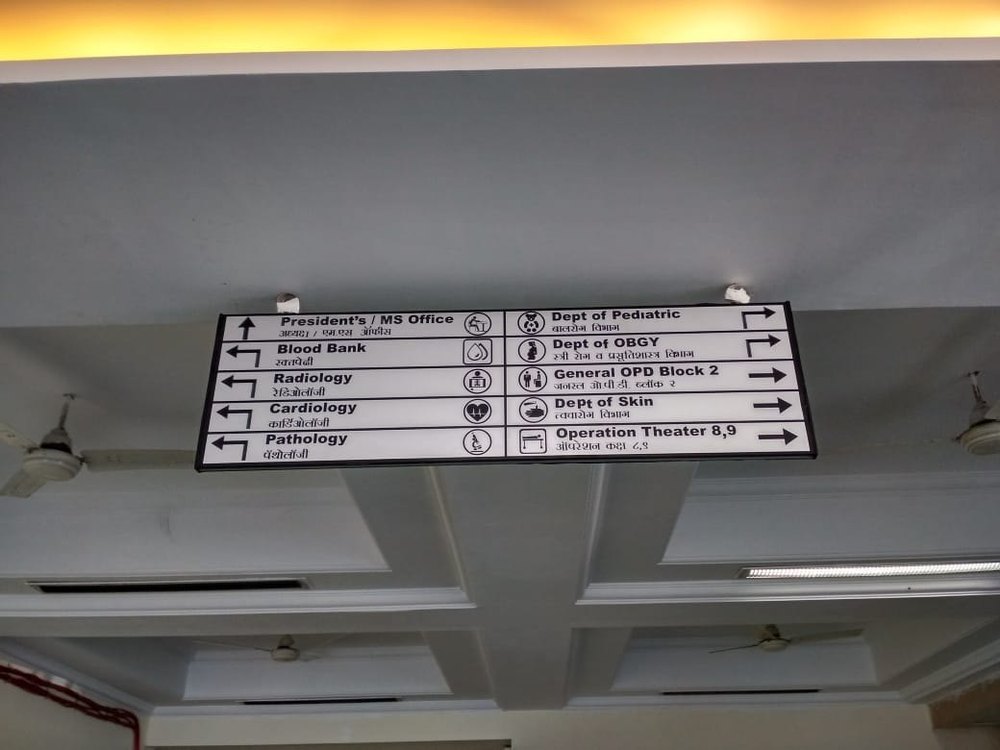 President's / MS Office
अध्यक्ष / एम.एस ऑफीस
Blood Bank
रक्तपेढी
Radiology
रेडिओलॉजी
Cardiology
कार्डिओलॉजी
Pathology
पॅथोलॉजी
Dept of Pediatric
बालरोग विभाग
Dept of OBGY
स्त्री रोग व प्रसुतिशास्त्र विभाग
General OPD Block 2
जनरल ओ.पी.डी. ब्लॉक २
Dept of Skin
त्वचारोग विभाग
Operation Theater 8,9
ऑपरेशन कक्ष ८,९